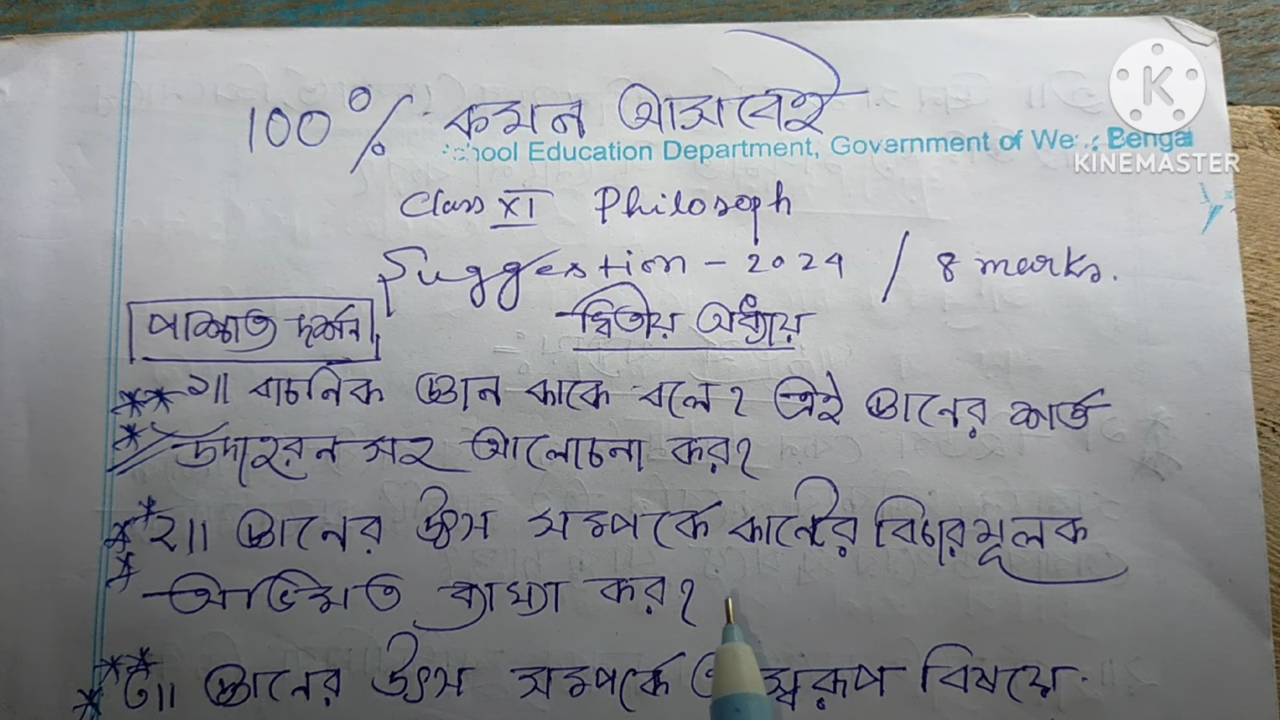 100% কমন আসবেই
School Education Department, Government of West Bengal
K
KINEMASTER
Class XI Philosoph
Suggestion - 2024 / 8 marks.
পাশ্চাত্ত দর্শন
দ্বিতীয় অধ্যায়
১॥ বাচনিক জ্ঞান কাকে বলে? এই জ্ঞানের শর্ত
উদাহরন সহ আলোচনা কর?
২॥ জ্ঞানের উৎস সম্পর্কে কান্টের বিচারমূলক
অভিমত ব্যাখ্যা কর?
৩॥ জ্ঞানের উৎস সম্পর্কে স্বরূপ বিষয়ে